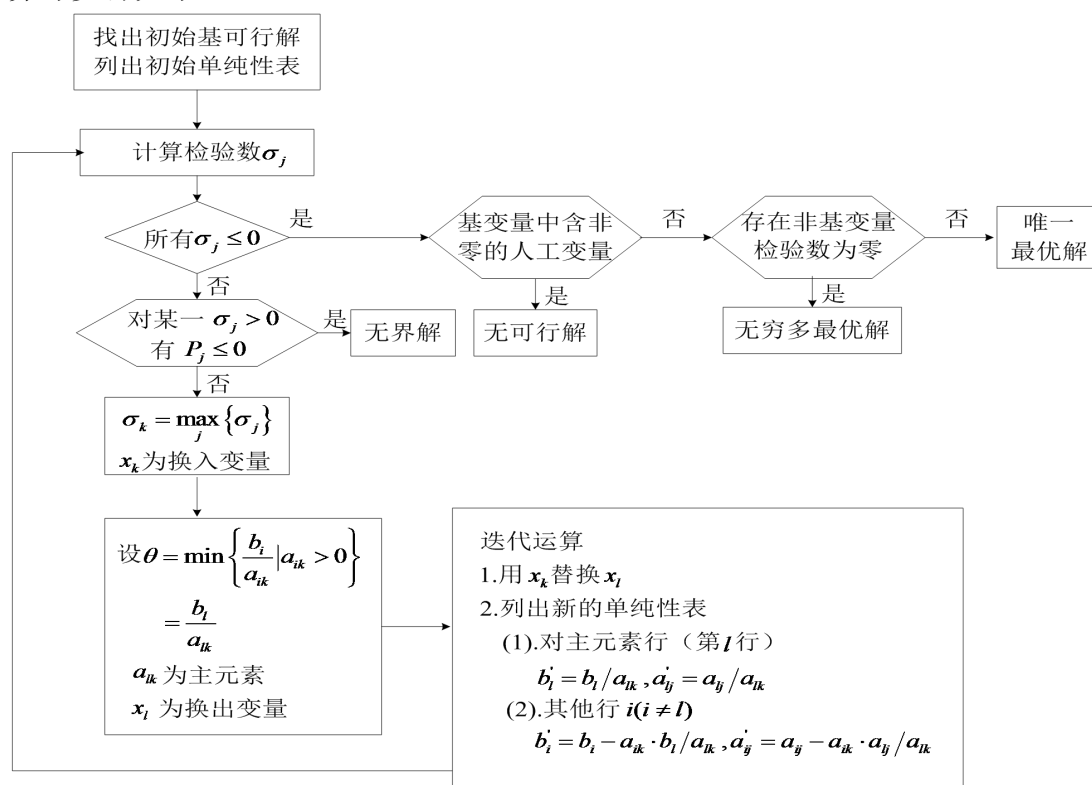 找出初始基可行解
列出初始单纯性表
计算检验数σ_j
所有σ_j ≤ 0
是
基变量中含非
零的人工变量
否
存在非基变量
检验数为零
否
唯一
最优解
否
是
是
对某一 σ_j > 0
有 P_j ≤ 0
是
无界解
无可行解
无穷多最优解
否
σ_k = max_j {σ_j}
x_k为换入变量
设θ = min{b_i/a_ik | a_ik > 0}
= b_l/a_lk
a_lk 为主元素
x_l 为换出变量
迭代运算
1.用 x_k 替换 x_l
2.列出新的单纯性表
(1).对主元素行（第l行）
b_l' = b_l/a_lk , a_lj' = a_lj/a_lk
(2).其他行 i(i ≠ l)
b_i' = b_i − a_ik · b_l/a_lk , a_ij' = a_ij − a_ik · a_lj/a_lk